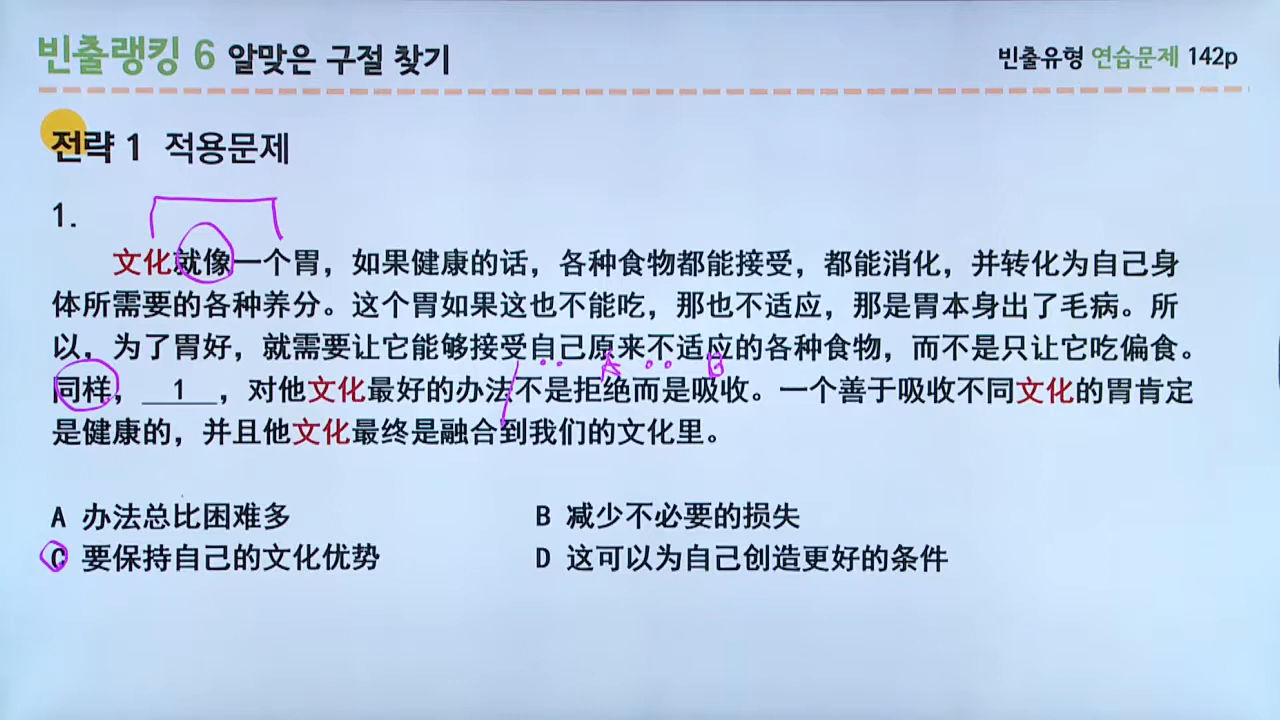 빈출랭킹 6 알맞은 구절 찾기
빈출유형 연습문제 142p
전략 1 적용문제
1.
文化就像一个胃，如果健康的话，各种食物都能接受，都能消化，并转化为自己身
体所需要的各种养分。这个胃如果这也不能吃，那也不适应，那是胃本身出了毛病。所
以，为了胃好，就需要让它能够接受自己原来不适应的各种食物，而不是只让它吃偏食。
同样，__1__，对他文化最好的办法不是拒绝而是吸收。一个善于吸收不同文化的胃肯定
是健康的，并且他文化最终是融合到我们的文化里。
A B
A 办法总比困难多
B 减少不必要的损失
C 要保持自己的文化优势
D 这可以为自己创造更好的条件